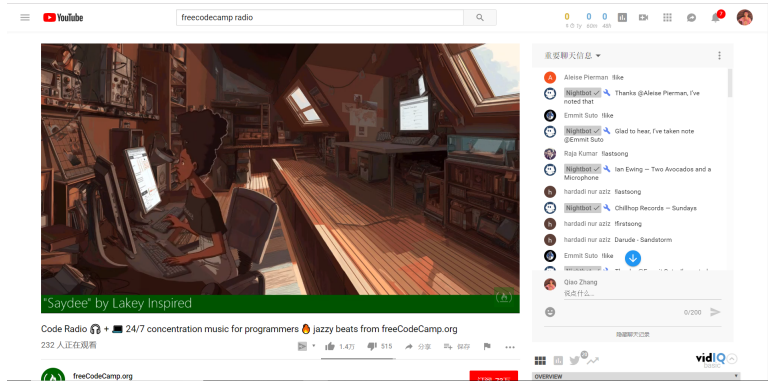 YouTube
freecodecamp radio
0 0 0
7
重要聊天信息
A Aleise Pierman !like
Nightbot Thanks @Aleise Pierman, I've
noted that
Emmit Suto !like
Nightbot Glad to hear, I've taken note
@Emmit Suto
Raja Kumar !lastsong
Nightbot Ian Ewing — Two Avocados and a
Microphone
h hardadi nur aziz !lastsong
Nightbot Chillhop Records — Sundays
h hardadi nur aziz !firstsong
h hardadi nur aziz Darude - Sandstorm
Emmit Suto !like
Qiao Zhang
说点什么...
0/200
隐藏聊天记录
"Saydee" by Lakey Inspired
Code Radio 🎧 + 💻 24/7 concentration music for programmers 🔥 jazzy beats from freeCodeCamp.org
232 人正在观看
1.4万 515 分享 保存
vidIQ
OVERVIEW
freeCodeCamp.org